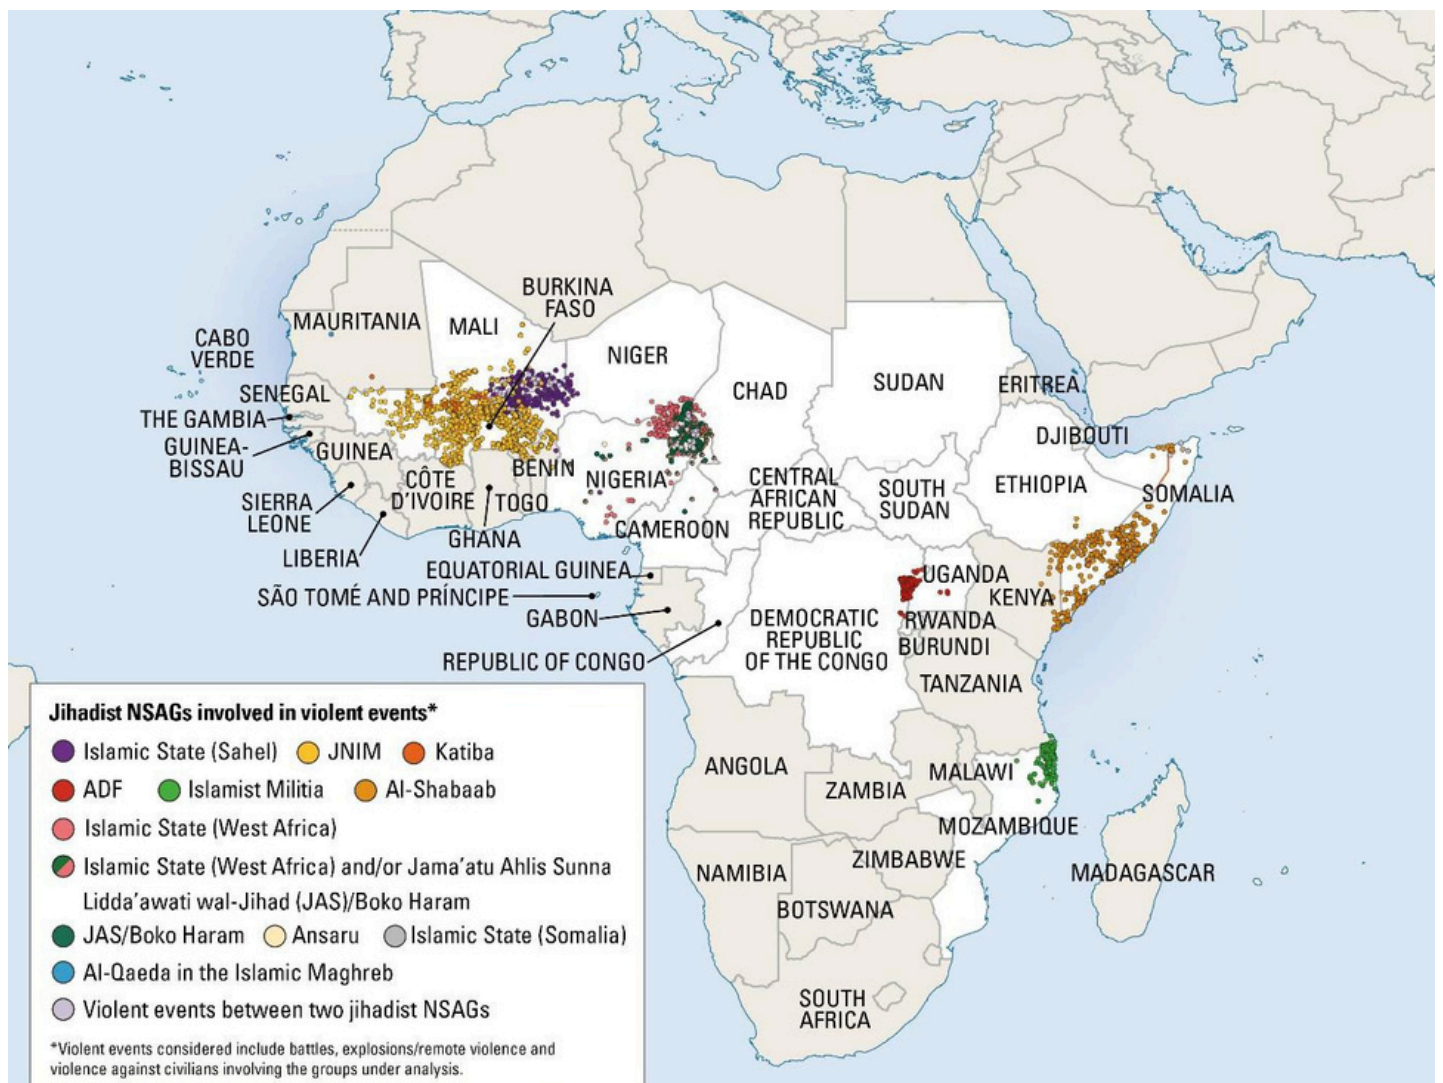 BURKINA
FASO
MAURITANIA
MALI
CABO
VERDE
NIGER
CHAD
SUDAN
ERITREA
SENEGAL
THE GAMBIA
GUINEA-
BISSAU
GUINEA
DJIBOUTI
BENIN
NIGERIA
CÔTE
D'IVOIRE
TOGO
CENTRAL
AFRICAN
REPUBLIC
SOUTH
SUDAN
ETHIOPIA
SOMALIA
SIERRA
LEONE
CAMEROON
GHANA
LIBERIA
EQUATORIAL GUINEA
UGANDA
SÃO TOMÉ AND PRÍNCIPE
KENYA
GABON
DEMOCRATIC
REPUBLIC
OF THE CONGO
RWANDA
BURUNDI
REPUBLIC OF CONGO
TANZANIA
ANGOLA
MALAWI
ZAMBIA
MOZAMBIQUE
ZIMBABWE
NAMIBIA
MADAGASCAR
BOTSWANA
SOUTH
AFRICA
Jihadist NSAGs involved in violent events*
Islamic State (Sahel) JNIM Katiba
ADF Islamist Militia Al-Shabaab
Islamic State (West Africa)
Islamic State (West Africa) and/or Jama'atu Ahlis Sunna
Lidda'awati wal-Jihad (JAS)/Boko Haram
JAS/Boko Haram Ansaru Islamic State (Somalia)
Al-Qaeda in the Islamic Maghreb
Violent events between two jihadist NSAGs
*Violent events considered include battles, explosions/remote violence and
violence against civilians involving the groups under analysis.